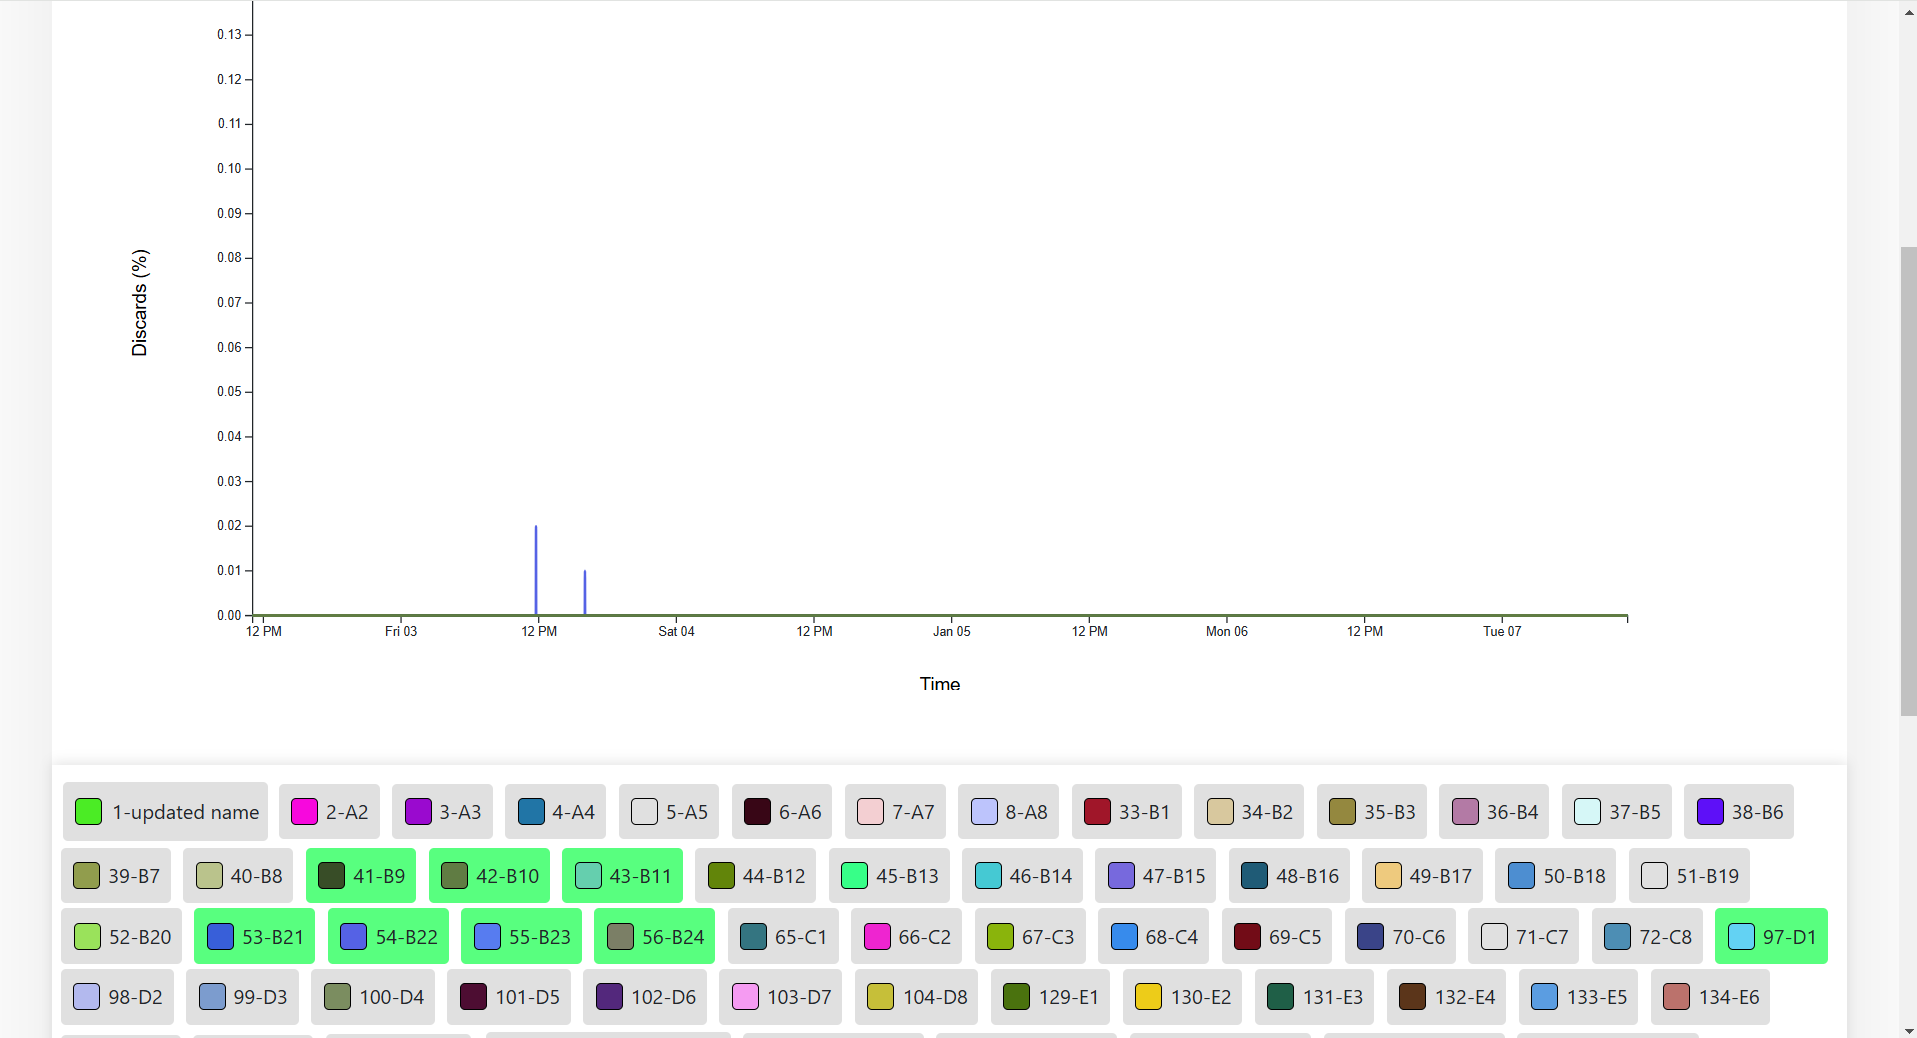 0.13
0.12
0.11
0.10
0.09
0.08
0.07
0.06
0.05
0.04
0.03
0.02
0.01
0.00
Discards (%)
12 PM Fri 03 12 PM Sat 04 12 PM Jan 05 12 PM Mon 06 12 PM Tue 07
Time
1-updated name 2-A2 3-A3 4-A4 5-A5 6-A6 7-A7 8-A8 33-B1 34-B2 35-B3 36-B4 37-B5 38-B6
39-B7 40-B8 41-B9 42-B10 43-B11 44-B12 45-B13 46-B14 47-B15 48-B16 49-B17 50-B18 51-B19
52-B20 53-B21 54-B22 55-B23 56-B24 65-C1 66-C2 67-C3 68-C4 69-C5 70-C6 71-C7 72-C8 97-D1
98-D2 99-D3 100-D4 101-D5 102-D6 103-D7 104-D8 129-E1 130-E2 131-E3 132-E4 133-E5 134-E6